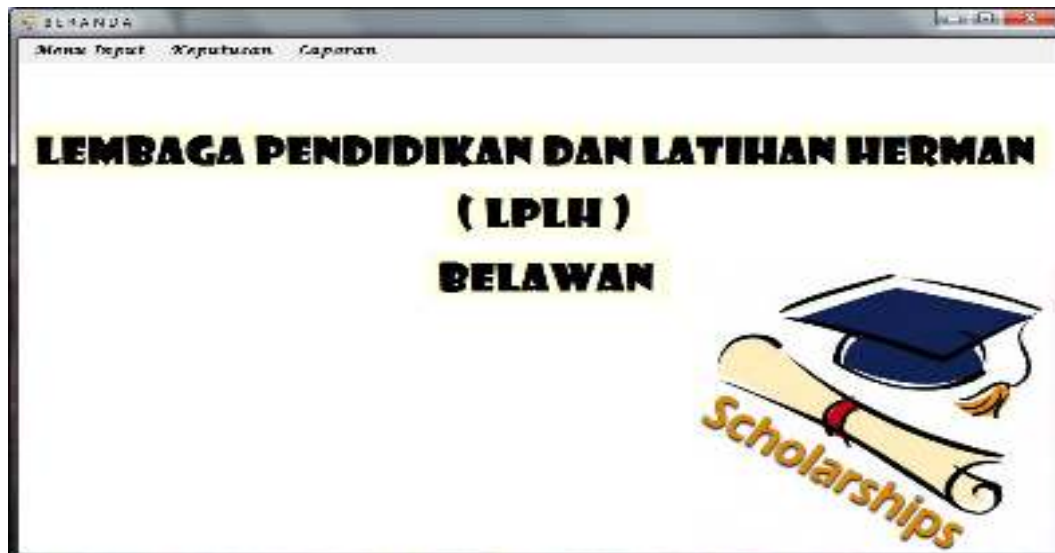 BERANDA
Menu Input Keputusan Laporan
LEMBAGA PENDIDIKAN DAN LATIHAN HERMAN
( LPLH )
BELAWAN
Scholarships